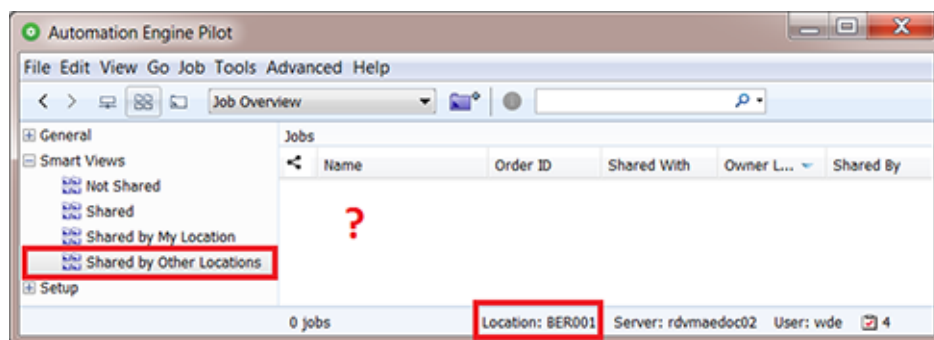 Automation Engine Pilot
File Edit View Go Job Tools Advanced Help
Job Overview
General
Jobs
Smart Views
Name Order ID Shared With Owner L... Shared By
Not Shared
Shared
?
Shared by My Location
Shared by Other Locations
Setup
0 jobs Location: BER001 Server: rdvmaedoc02 User: wde 4